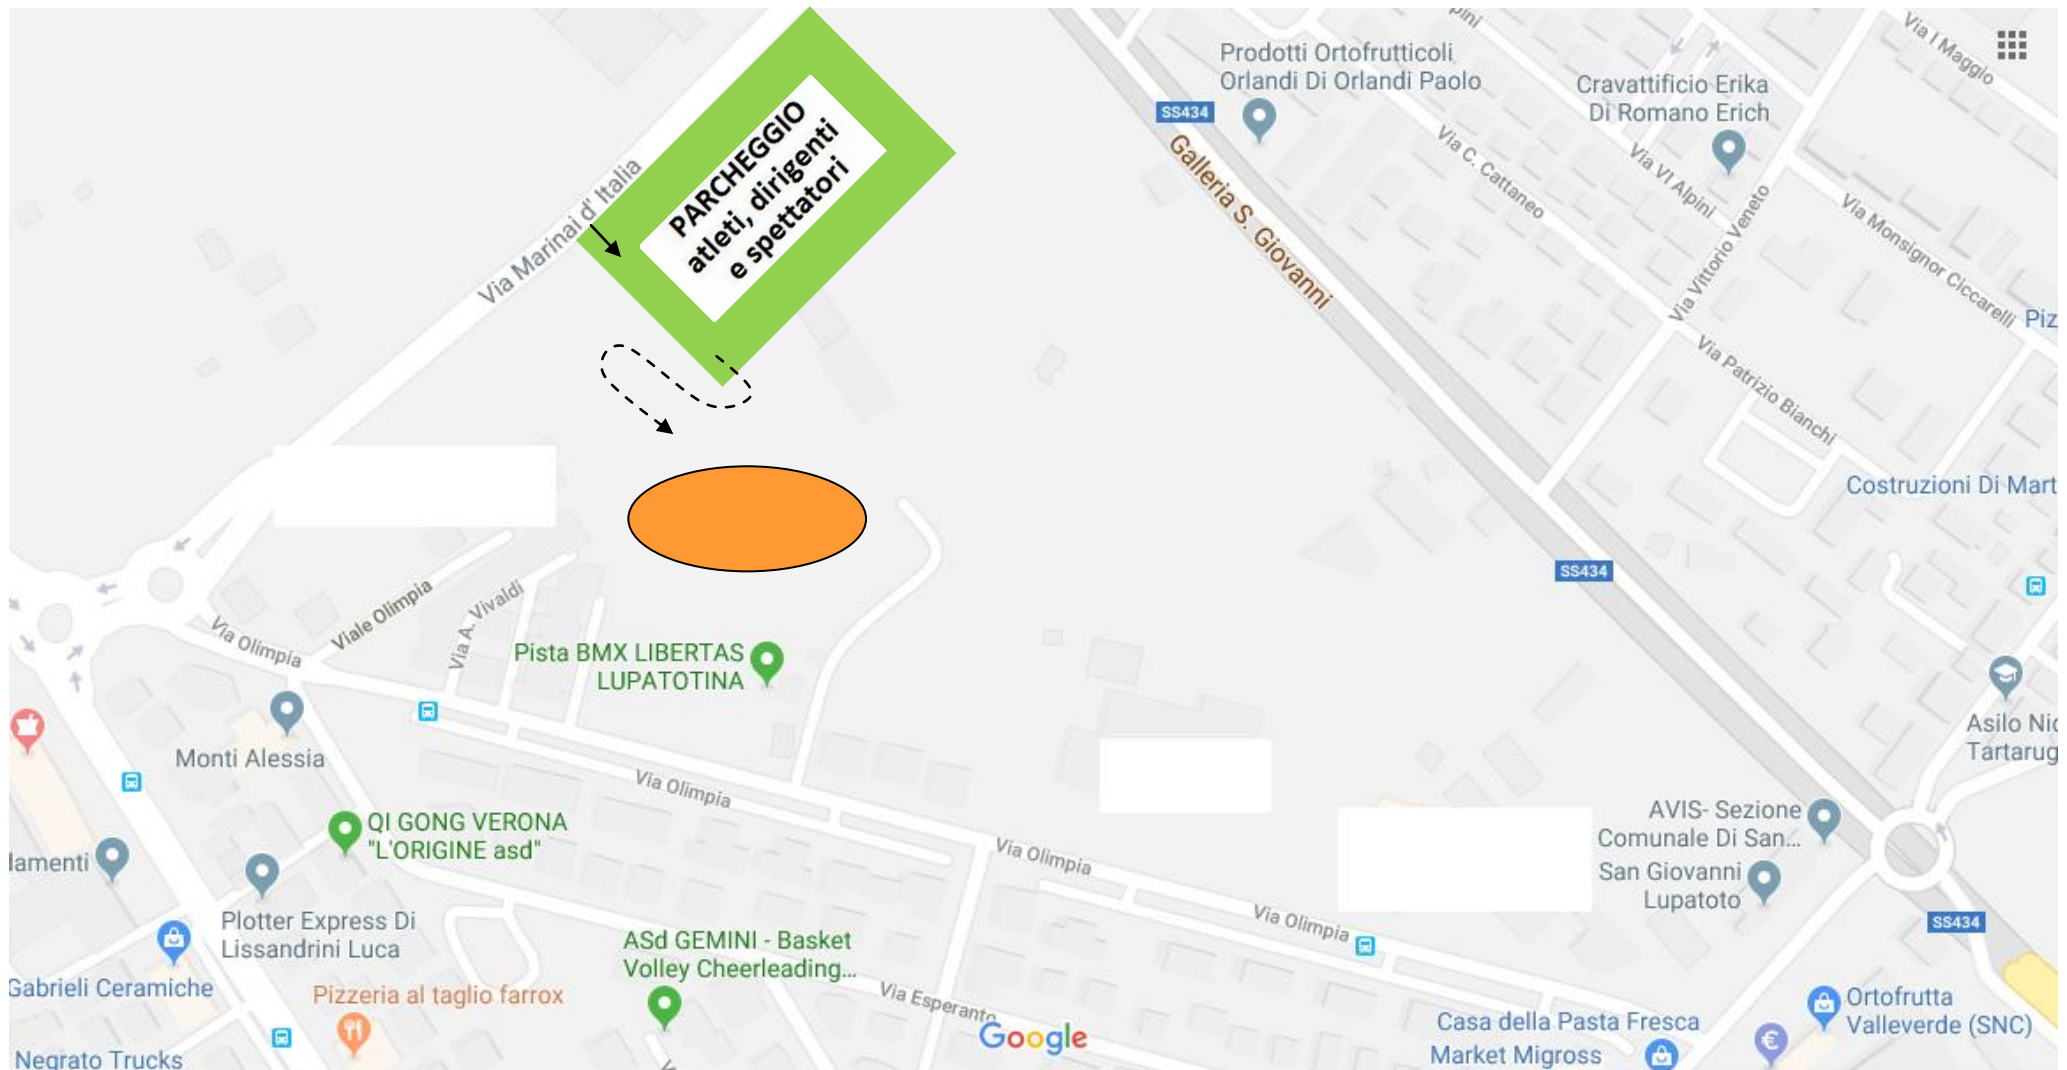 pini
Via I Maggio
Prodotti Ortofrutticoli
Orlandi Di Orlandi Paolo
Cravattificio Erika
Di Romano Erich
SS434
PARCHEGGIO
atleti, dirigenti
e spettatori
Via Marinai d' Italia
Galleria S. Giovanni
Via C. Cattaneo
Via VI Alpini
Via Vittorio Veneto
Via Monsignor Ciccarelli
Piz
Via Patrizio Bianchi
Costruzioni Di Mart
SS434
Viale Olimpia
Via A. Vivaldi
Via Olimpia
Pista BMX LIBERTAS
LUPATOTINA
Asilo Nic
Tartarug
Monti Alessia
Via Olimpia
QI GONG VERONA
"L'ORIGINE asd"
AVIS- Sezione
Comunale Di San...
San Giovanni
Lupatoto
Via Olimpia
lamenti
Plotter Express Di
Lissandrini Luca
Via Olimpia
SS434
ASd GEMINI - Basket
Volley Cheerleading...
Gabrieli Ceramiche
Pizzeria al taglio farrox
Via Esperanto
Ortofrutta
Valleverde (SNC)
Google
Casa della Pasta Fresca
Market Migross
Negrato Trucks